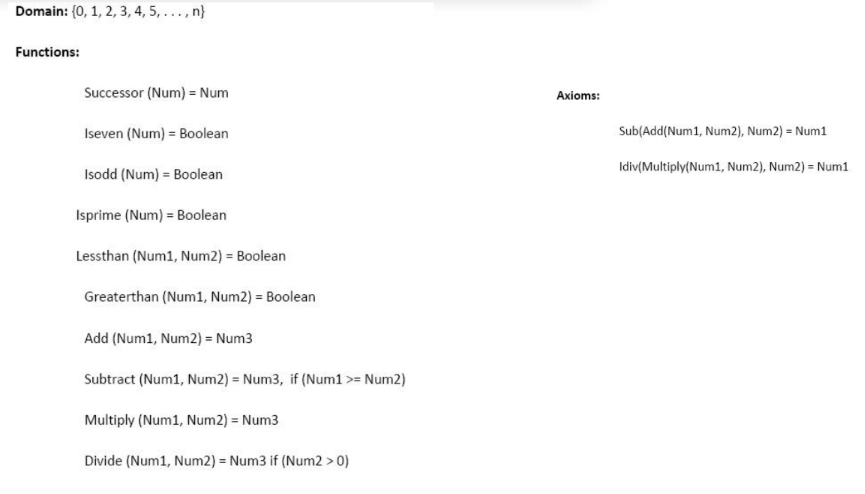 Domain: {0, 1, 2, 3, 4, 5, . . . , n}
Functions:
Successor (Num) = Num
Iseven (Num) = Boolean
Isodd (Num) = Boolean
Isprime (Num) = Boolean
Lessthan (Num1, Num2) = Boolean
Greaterthan (Num1, Num2) = Boolean
Add (Num1, Num2) = Num3
Subtract (Num1, Num2) = Num3, if (Num1 >= Num2)
Multiply (Num1, Num2) = Num3
Divide (Num1, Num2) = Num3 if (Num2 > 0)
Axioms:
Sub(Add(Num1, Num2), Num2) = Num1
Idiv(Multiply(Num1, Num2), Num2) = Num1